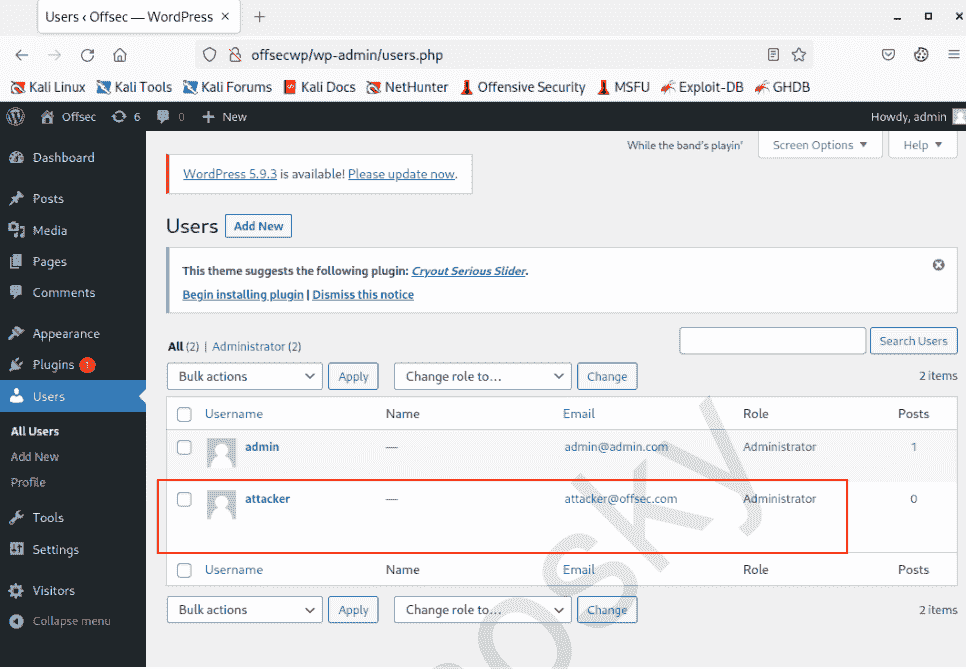 Users ‹ Offsec — WordPress ✕ +
offsecwp/wp-admin/users.php
Kali Linux Kali Tools Kali Forums Kali Docs NetHunter Offensive Security MSFU Exploit-DB GHDB
Offsec 6 0 + New Howdy, admin
While the band's playin' Screen Options Help
WordPress 5.9.3 is available! Please update now.
Users Add New
This theme suggests the following plugin: Cryout Serious Slider.
Begin installing plugin | Dismiss this notice
All (2) | Administrator (2)
Search Users
Bulk actions Apply Change role to… Change 2 items
Username Name Email Role Posts
admin — admin@admin.com Administrator 1
attacker — attacker@offsec.com Administrator 0
Username Name Email Role Posts
Bulk actions Apply Change role to… Change 2 items
Dashboard
Posts
Media
Pages
Comments
Appearance
Plugins 1
Users
All Users
Add New
Profile
Tools
Settings
Visitors
Collapse menu